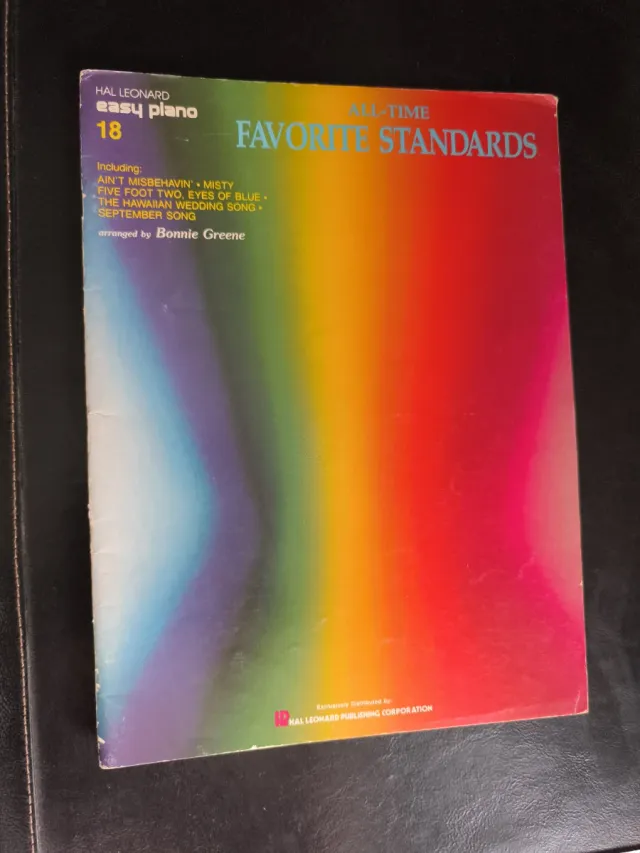 HAL LEONARD
easy piano
18
ALL-TIME
FAVORITE STANDARDS
Including:
AIN'T MISBEHAVIN' • MISTY
FIVE FOOT TWO, EYES OF BLUE •
THE HAWAIIAN WEDDING SONG •
SEPTEMBER SONG
arranged by Bonnie Greene
Exclusively Distributed By:
HAL LEONARD PUBLISHING CORPORATION